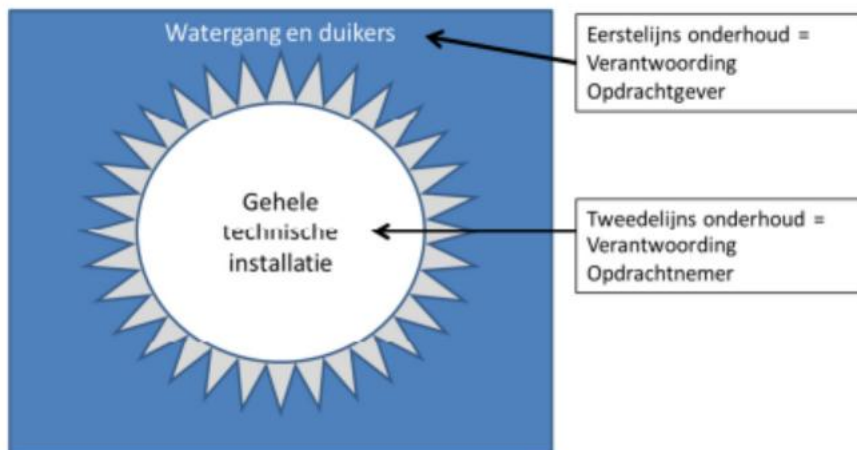 Watergang en duikers
Eerstelijns onderhoud =
Verantwoording
Opdrachtgever
Gehele
technische
installatie
Tweedelijns onderhoud =
Verantwoording
Opdrachtnemer